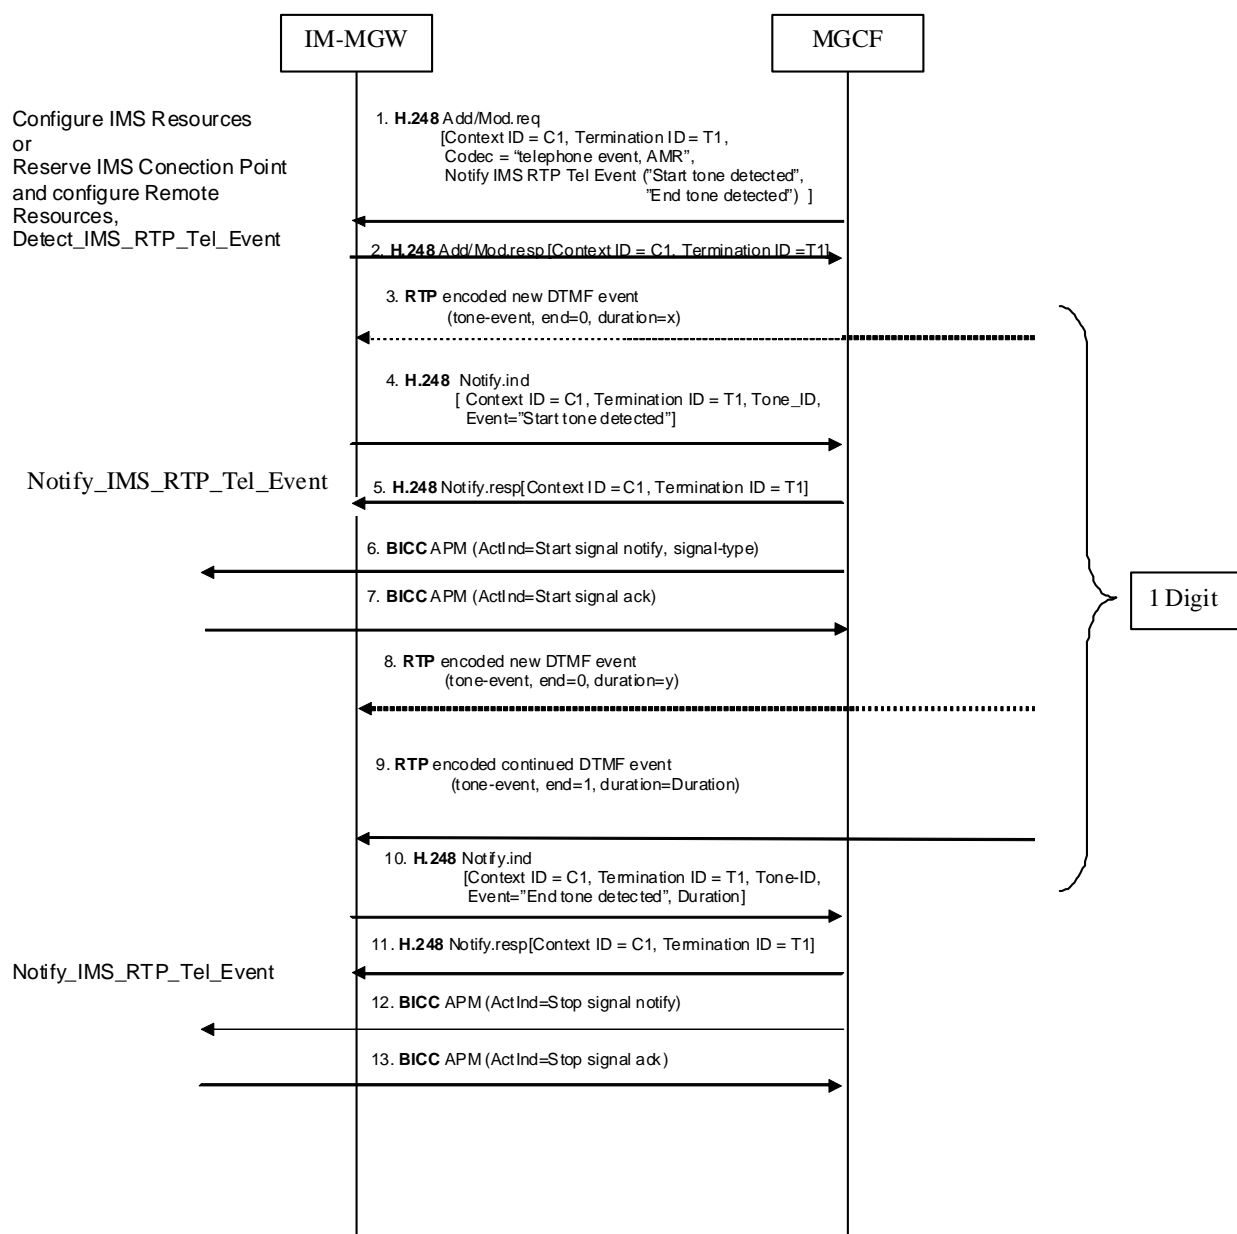 IM-MGW
MGCF
Configure IMS Resources
or
Reserve IMS Conection Point
and configure Remote
Resources,
Detect_IMS_RTP_Tel_Event
1. H.248 Add/Mod.req
[Context ID = C1, Termination ID = T1,
Codec = “telephone event, AMR”,
Notify IMS RTP Tel Event (”Start tone detected”,
”End tone detected”) ]
2. H.248 Add/Mod.resp[Context ID = C1, Termination ID =T1]
3. RTP encoded new DTMF event
(tone-event, end=0, duration=x)
4. H.248 Notify.ind
[ Context ID = C1, Termination ID = T1, Tone_ID,
Event=”Start tone detected”]
Notify_IMS_RTP_Tel_Event
5. H.248 Notify.resp[Context ID = C1, Termination ID = T1]
6. BICC APM (ActInd=Start signal notify, signal-type)
7. BICC APM (ActInd=Start signal ack)
1 Digit
8. RTP encoded new DTMF event
(tone-event, end=0, duration=y)
9. RTP encoded continued DTMF event
(tone-event, end=1, duration=Duration)
10. H.248 Notify.ind
[Context ID = C1, Termination ID = T1, Tone-ID,
Event=”End tone detected”, Duration]
11. H.248 Notify.resp[Context ID = C1, Termination ID = T1]
Notify_IMS_RTP_Tel_Event
12. BICC APM (ActInd=Stop signal notify)
13. BICC APM (ActInd=Stop signal ack)